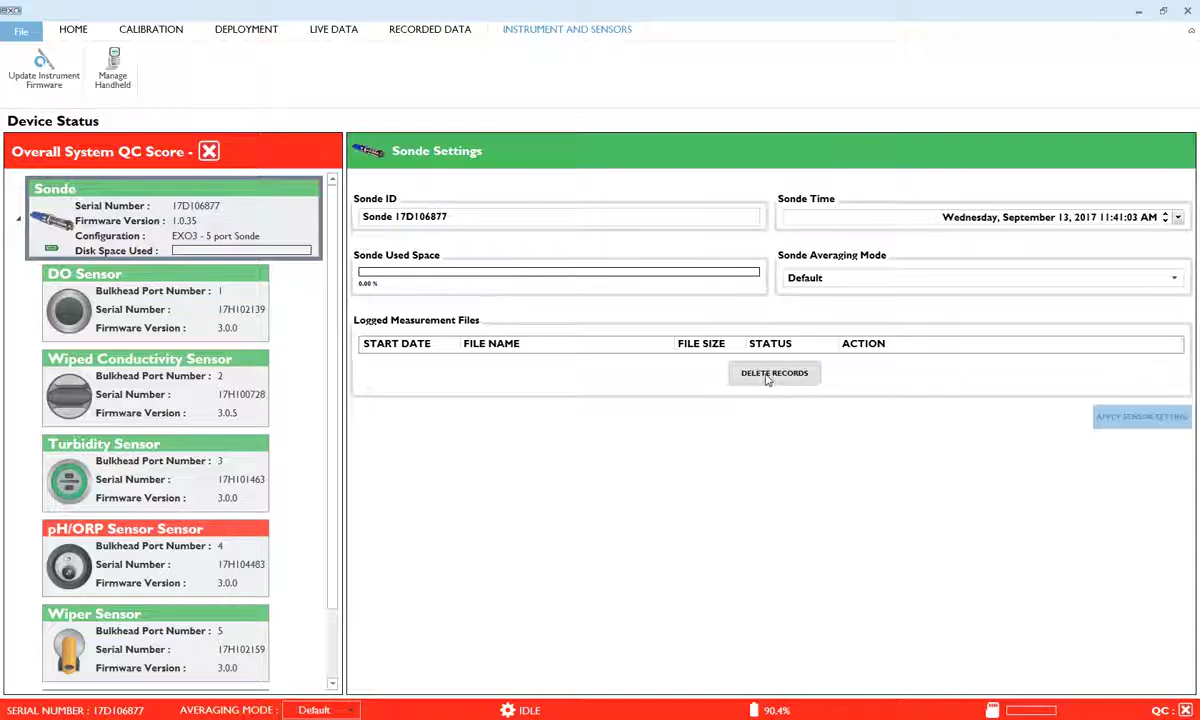 EXO
File HOME CALIBRATION DEPLOYMENT LIVE DATA RECORDED DATA INSTRUMENT AND SENSORS
Update Instrument
Firmware
Manage
Handheld
Device Status
Overall System QC Score -
Sonde
Serial Number : 17D106877
Firmware Version : 1.0.35
Configuration : EXO3 - 5 port Sonde
Disk Space Used :
DO Sensor
Bulkhead Port Number : 1
Serial Number : 17H102139
Firmware Version : 3.0.0
Wiped Conductivity Sensor
Bulkhead Port Number : 2
Serial Number : 17H100728
Firmware Version : 3.0.5
Turbidity Sensor
Bulkhead Port Number : 3
Serial Number : 17H101463
Firmware Version : 3.0.0
pH/ORP Sensor Sensor
Bulkhead Port Number : 4
Serial Number : 17H104483
Firmware Version : 3.0.0
Wiper Sensor
Bulkhead Port Number : 5
Serial Number : 17H102159
Firmware Version : 3.0.0
Sonde Settings
Sonde ID
Sonde 17D106877
Sonde Time
Wednesday, September 13, 2017 11:41:03 AM
Sonde Used Space
0.00 %
Sonde Averaging Mode
Default
Logged Measurement Files
START DATE FILE NAME FILE SIZE STATUS ACTION
DELETE RECORDS
APPLY SENSOR SETTING
SERIAL NUMBER : 17D106877 AVERAGING MODE : Default IDLE 90.4% QC :